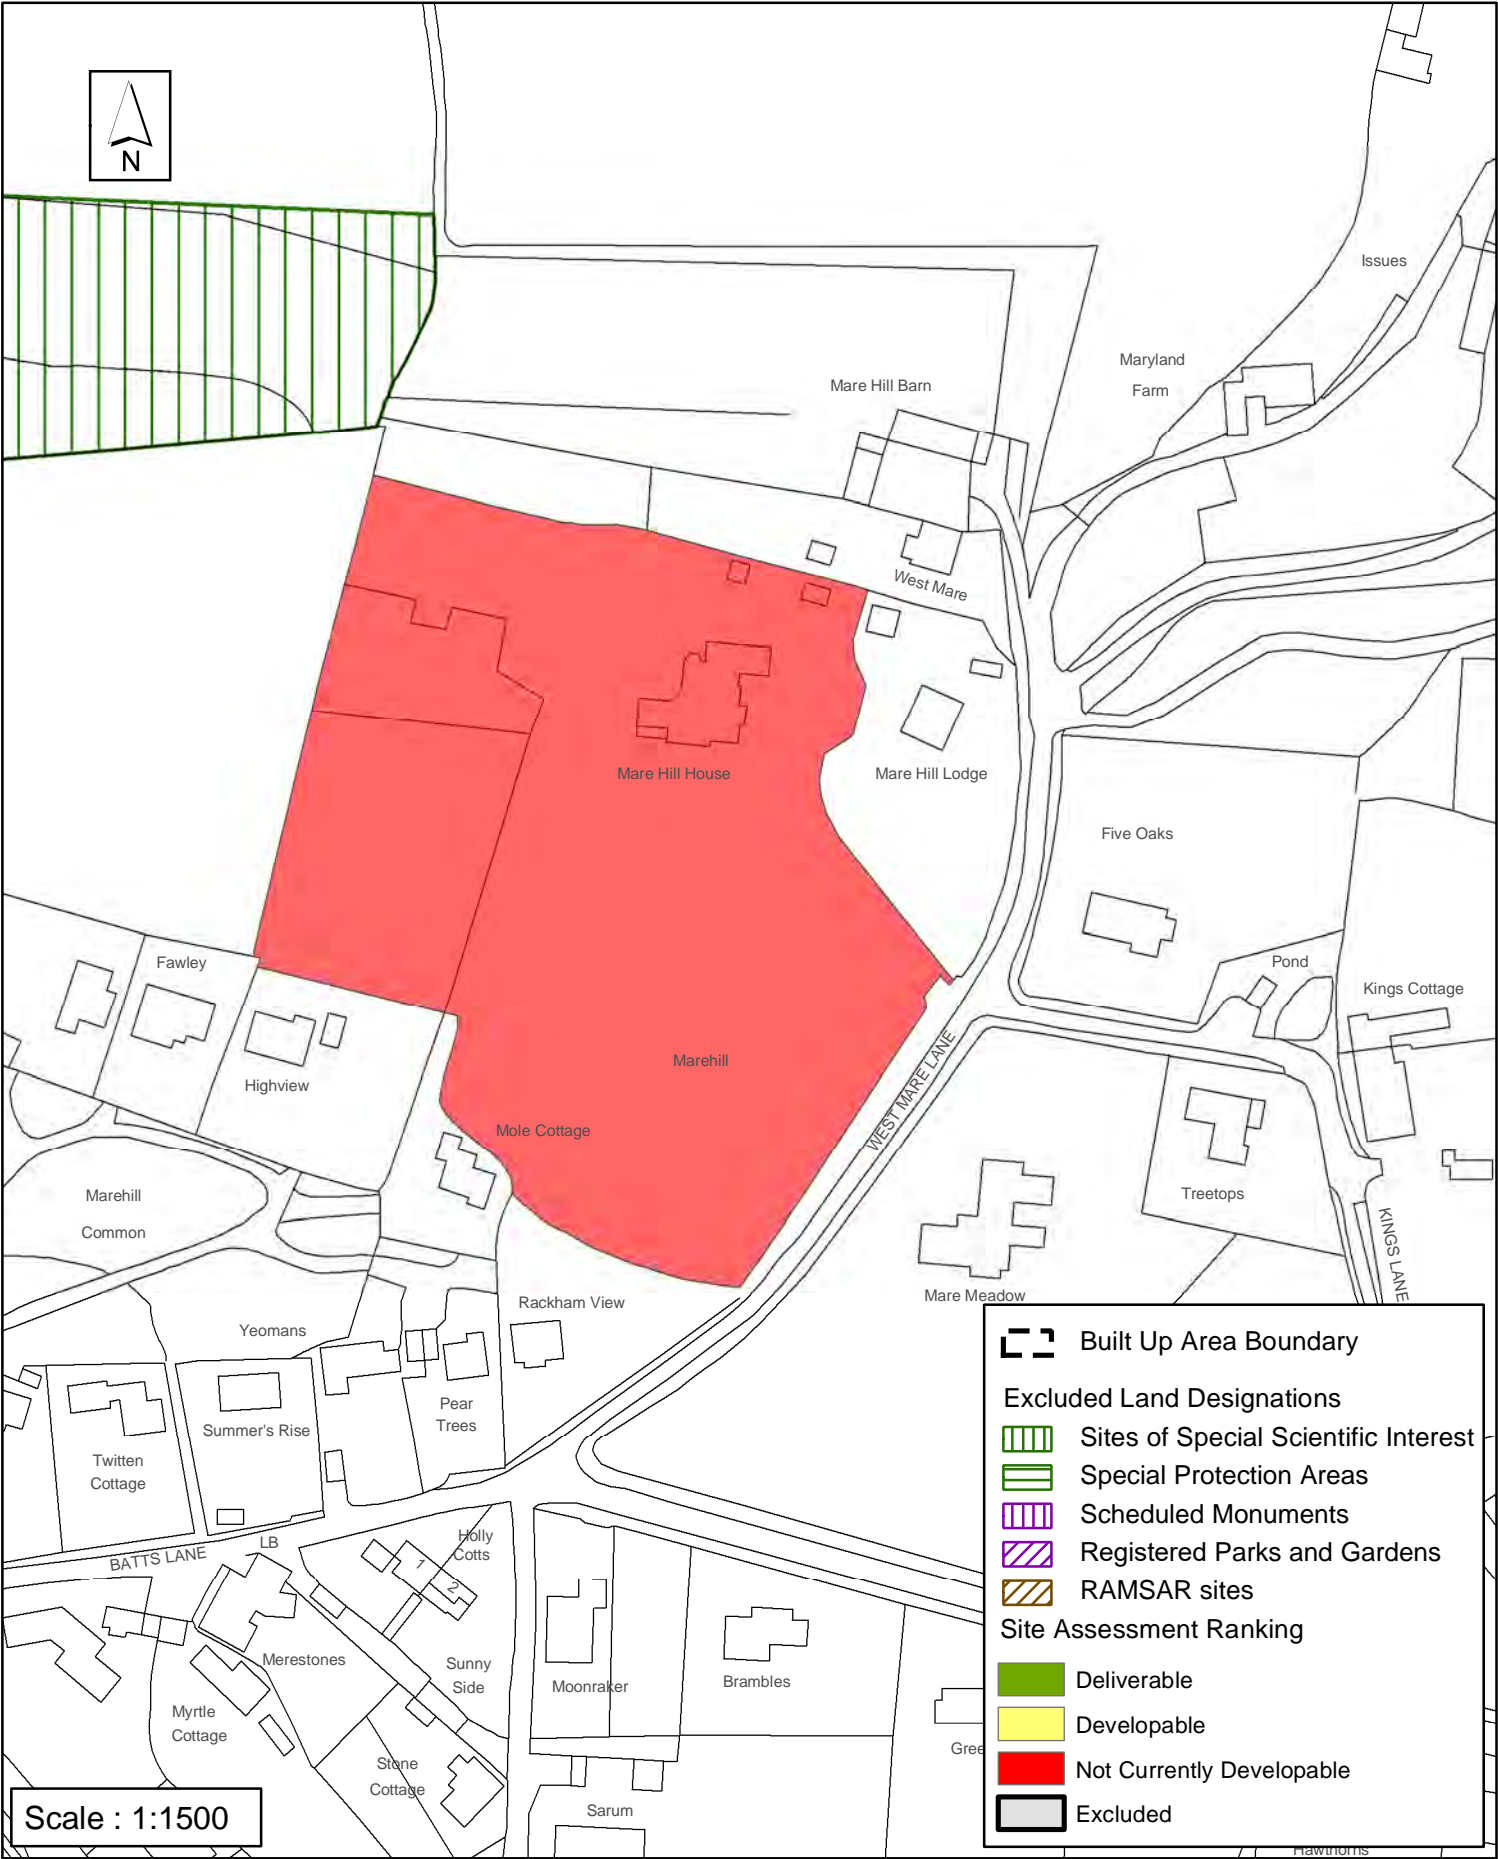 N
Issues
Maryland
Farm
Mare Hill Barn
West Mare
Mare Hill House
Mare Hill Lodge
Five Oaks
Fawley
Pond
Kings Cottage
Highview
Marehill
WEST MARE LANE
Mole Cottage
Treetops
Marehill
Common
KINGS LANE
Mare Meadow
Rackham View
Yeomans
Pear
Trees
Summer's Rise
Twitten
Cottage
Holly
Cotts
LB
BATTS LANE
1
2
Merestones
Sunny
Side
Moonraker
Brambles
Myrtle
Cottage
Stone
Cottage
Gree
Sarum
Hawthorns
Scale : 1:1500
Built Up Area Boundary
Excluded Land Designations
Sites of Special Scientific Interest
Special Protection Areas
Scheduled Monuments
Registered Parks and Gardens
RAMSAR sites
Site Assessment Ranking
Deliverable
Developable
Not Currently Developable
Excluded